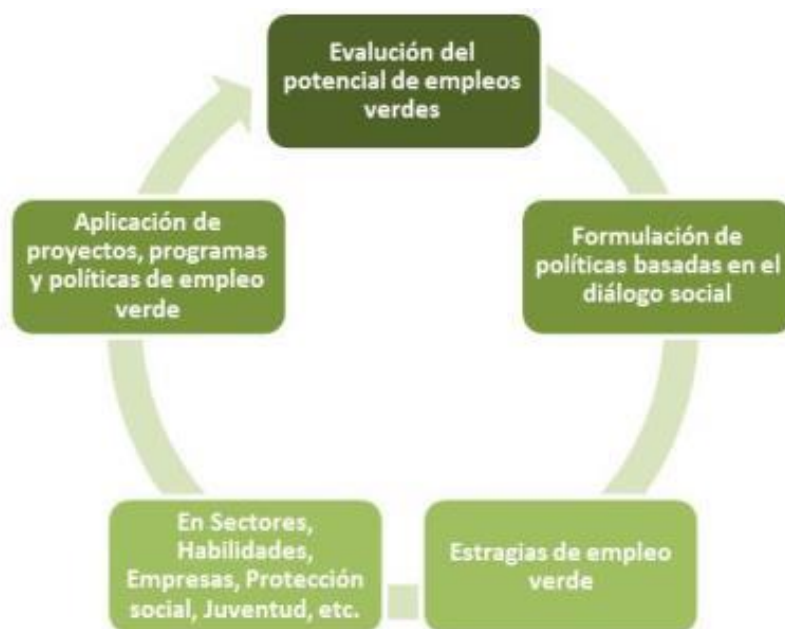 Evalución del
potencial de empleos
verdes
Formulación de
políticas basadas en el
diálogo social
Estragias de empleo
verde
En Sectores,
Habilidades,
Empresas, Protección
social, Juventud, etc.
Aplicación de
proyectos, programas
y políticas de empleo
verde